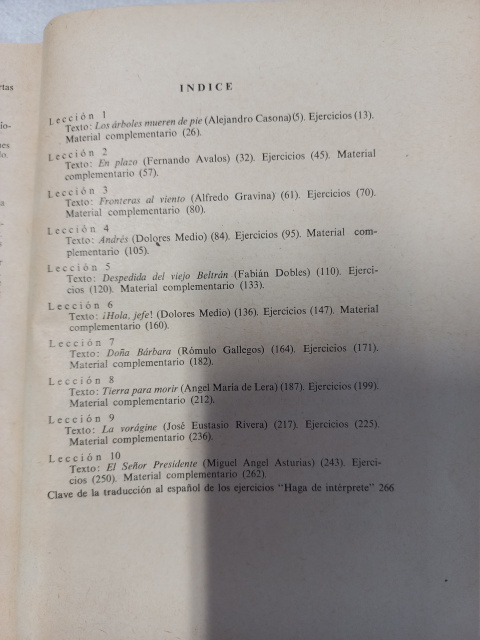 rtas
io-
nes
lo.
a
INDICE
Lección 1
Texto: Los árboles mueren de pie (Alejandro Casona)(5). Ejercicios (13).
Material complementario (26).
Lección 2
Texto: En plazo (Fernando Avalos) (32). Ejercicios (45). Material
complementario (57).
Lección 3
Texto: Fronteras al viento (Alfredo Gravina) (61). Ejercicios (70).
Material complementario (80).
Lección 4
Texto: Andrés (Dolores Medio) (84). Ejercicios (95). Material com-
plementario (105).
Lección 5
Texto: Despedida del viejo Beltrán (Fabián Dobles) (110). Ejerci-
cios (120). Material complementario (133).
Lección 6
Texto: ¡Hola, jefe! (Dolores Medio) (136). Ejercicios (147). Material
complementario (160).
Lección 7
Texto: Doña Bárbara (Rómulo Gallegos) (164). Ejercicios (171).
Material complementario (182).
Lección 8
Texto: Tierra para morir (Angel María de Lera) (187). Ejercicios (199).
Material complementario (212).
Lección 9
Texto: La vorágine (José Eustasio Rivera) (217). Ejercicios (225).
Material complementario (236).
Lección 10
Texto: El Señor Presidente (Miguel Angel Asturias) (243). Ejerci-
cios (250). Material complementario (262).
Clave de la traducción al español de los ejercicios "Haga de intérprete" 266